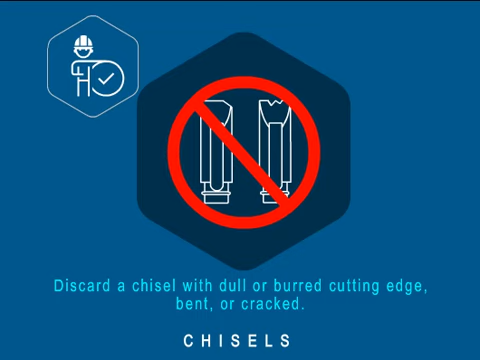 Discard a chisel with dull or burred cutting edge,
bent, or cracked.
CHISELS